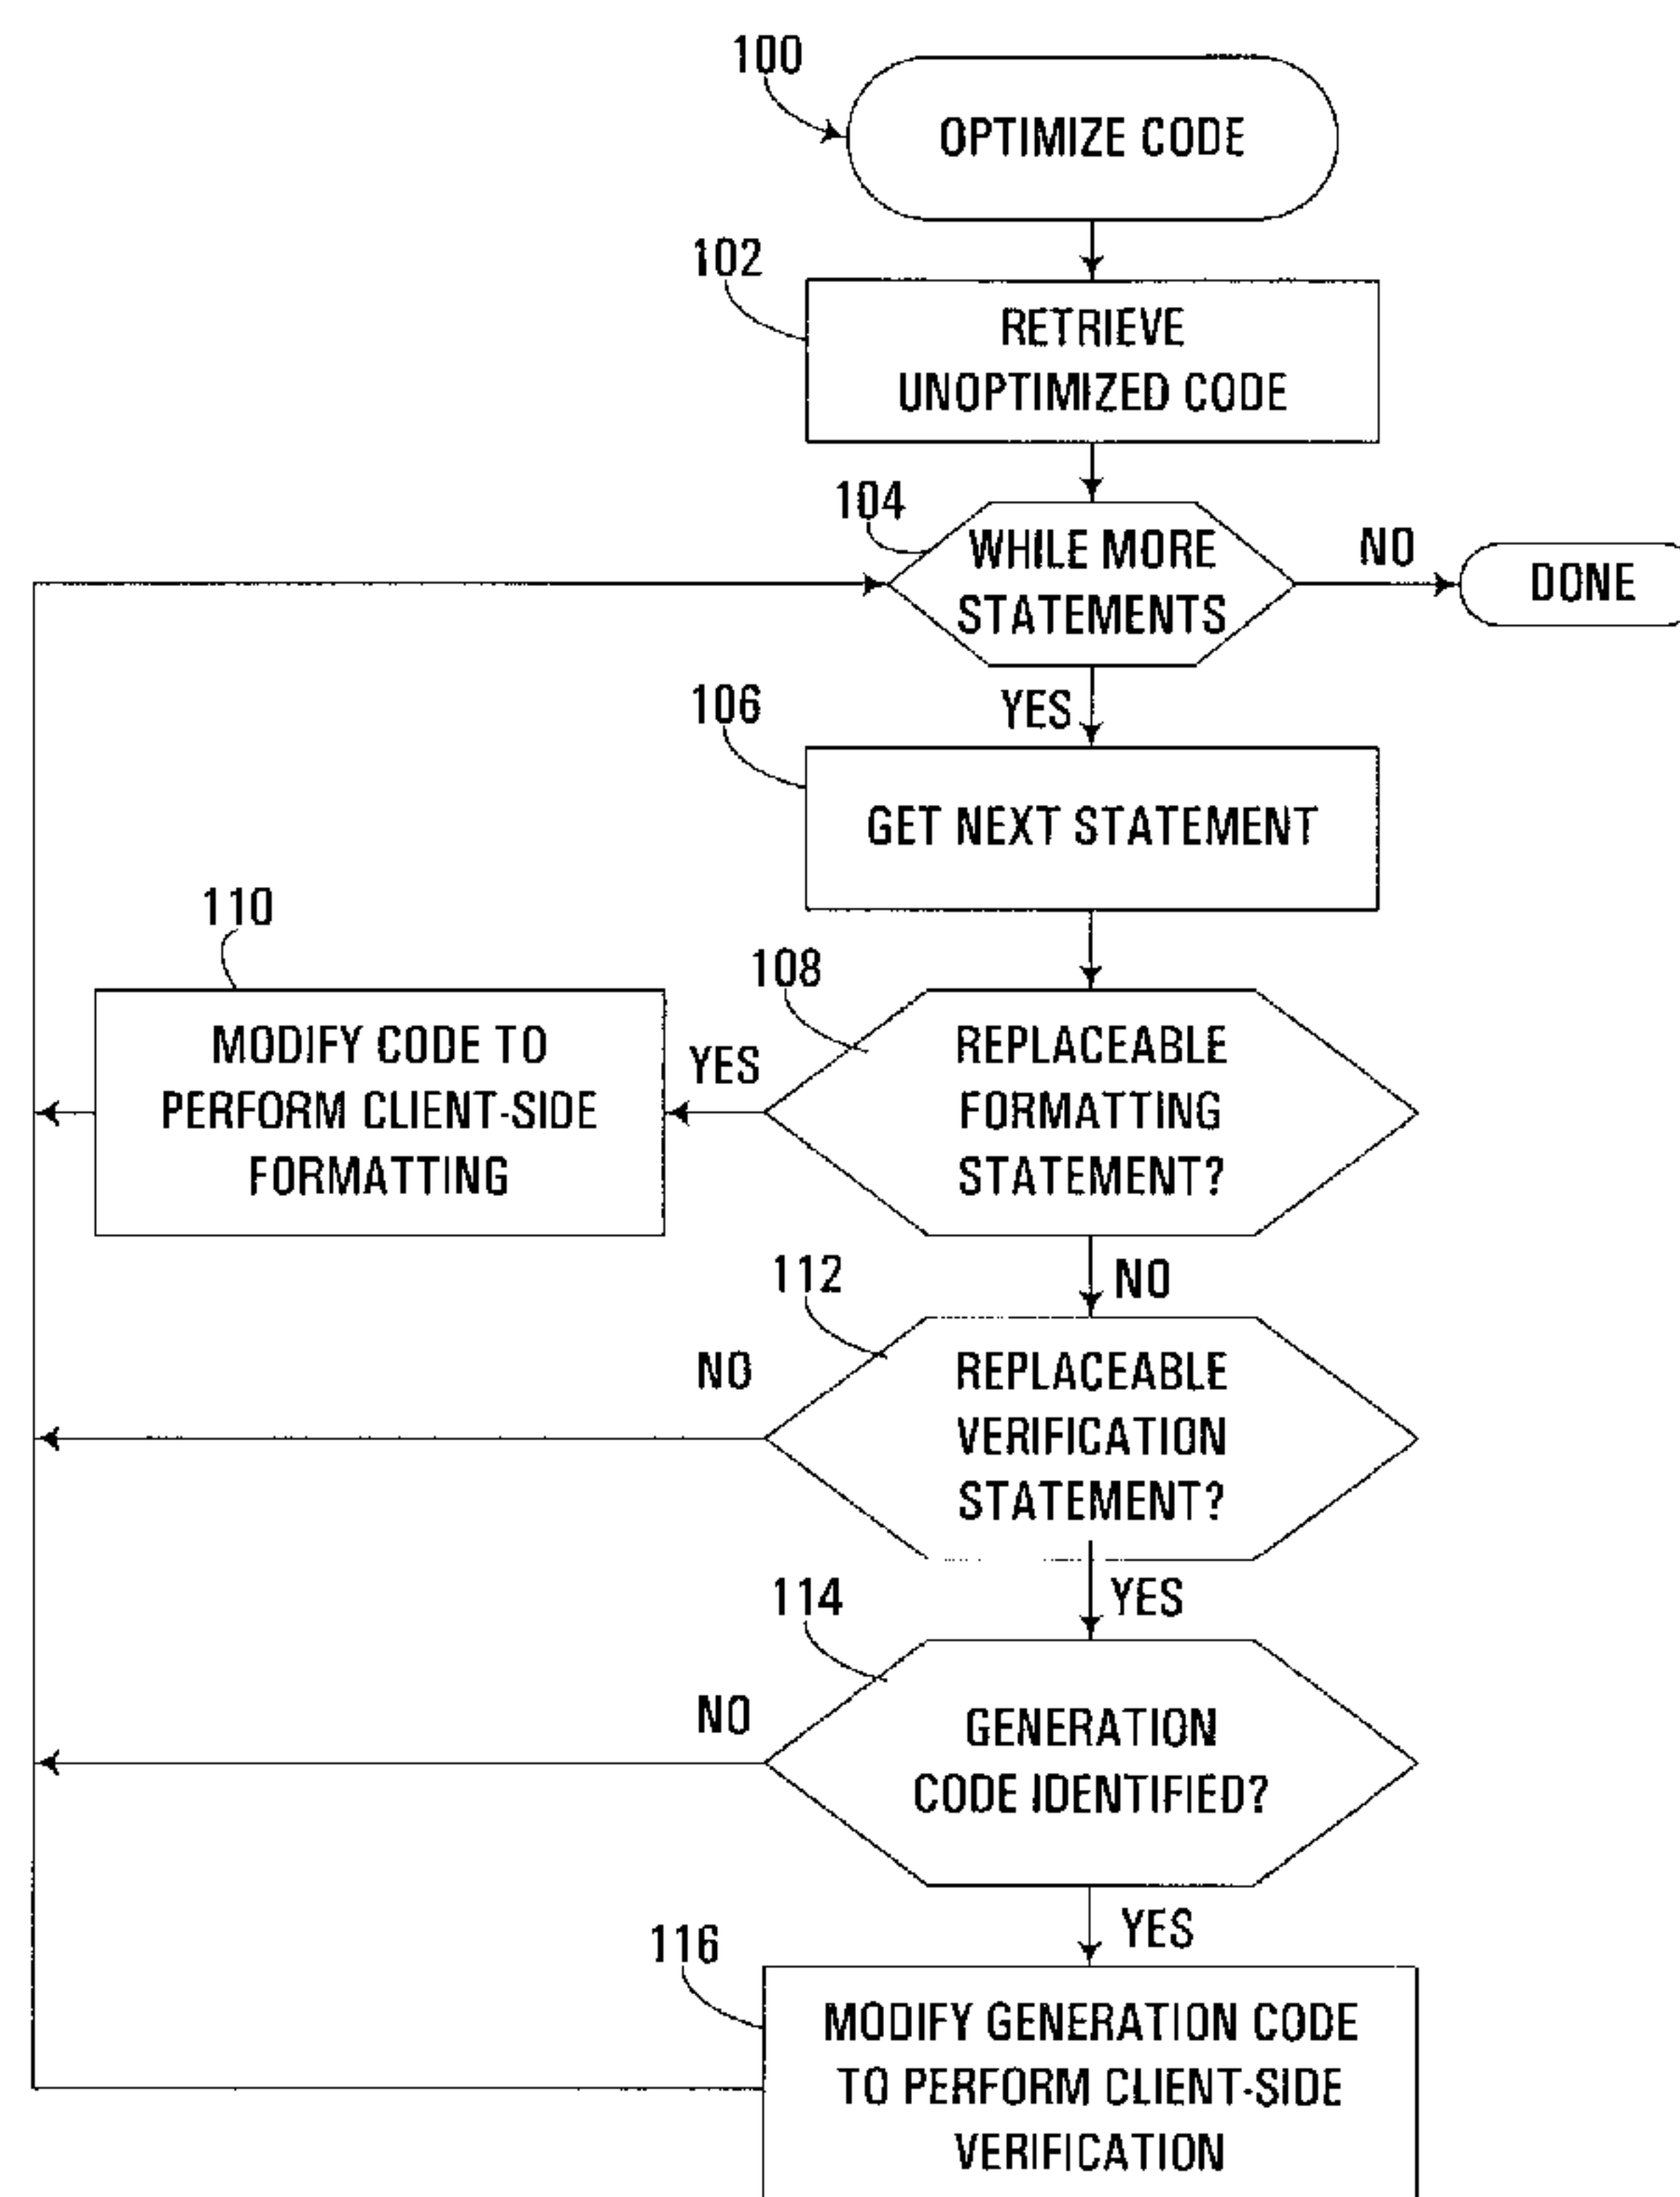 100
OPTIMIZE CODE
102
RETRIEVE
UNOPTIMIZED CODE
104
WHILE MORE
STATEMENTS
NO
DONE
YES
106
GET NEXT STATEMENT
110
108
MODIFY CODE TO
PERFORM CLIENT-SIDE
FORMATTING
YES
REPLACEABLE
FORMATTING
STATEMENT?
NO
112
NO
REPLACEABLE
VERIFICATION
STATEMENT?
YES
114
NO
GENERATION
CODE IDENTIFIED?
YES
116
MODIFY GENERATION CODE
TO PERFORM CLIENT-SIDE
VERIFICATION